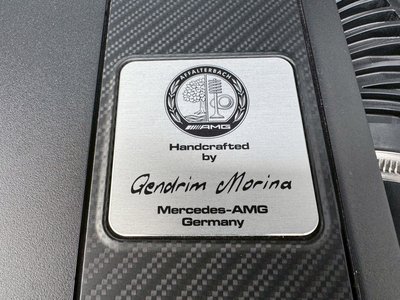 AFFALTERBACH
AMG
Handcrafted
by
Gendrim Morina
Mercedes-AMG
Germany